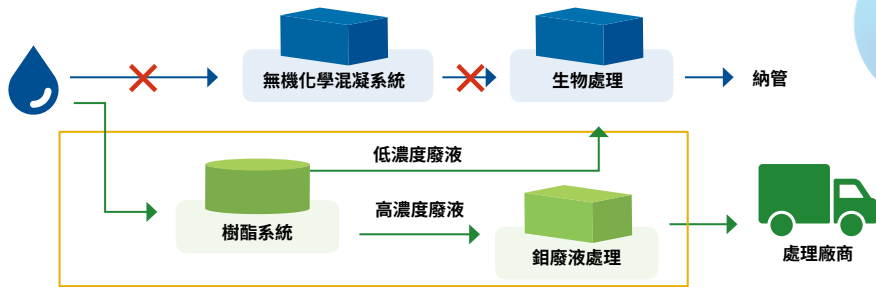 無機化學混凝系統
生物處理
納管
低濃度廢液
高濃度廢液
樹酯系統
鉬廢液處理
處理廠商